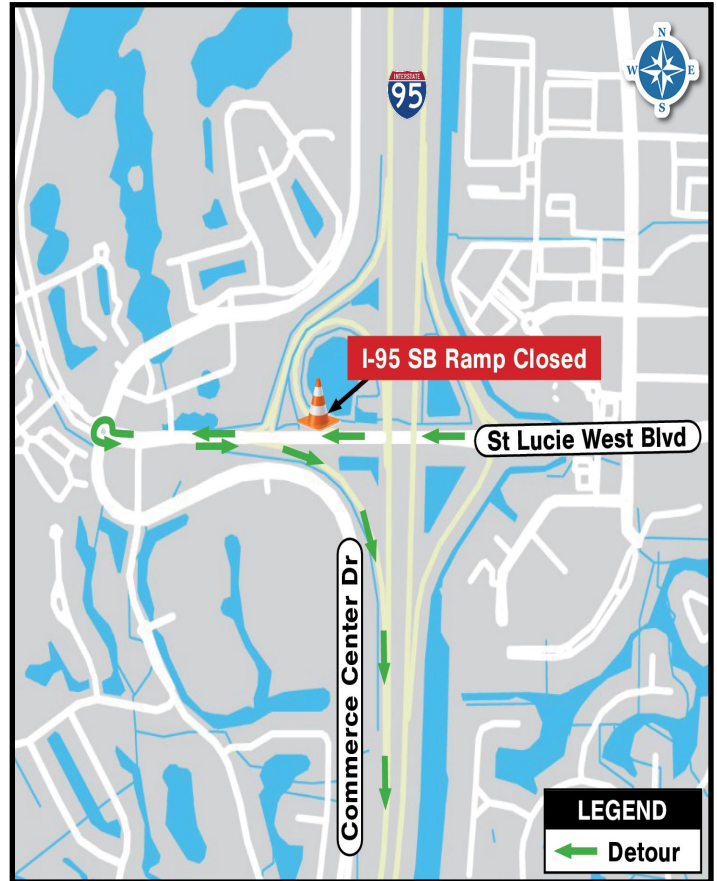 N
W
E
S
INTERSTATE
95
I-95 SB Ramp Closed
St Lucie West Blvd
Commerce Center Dr
LEGEND
Detour